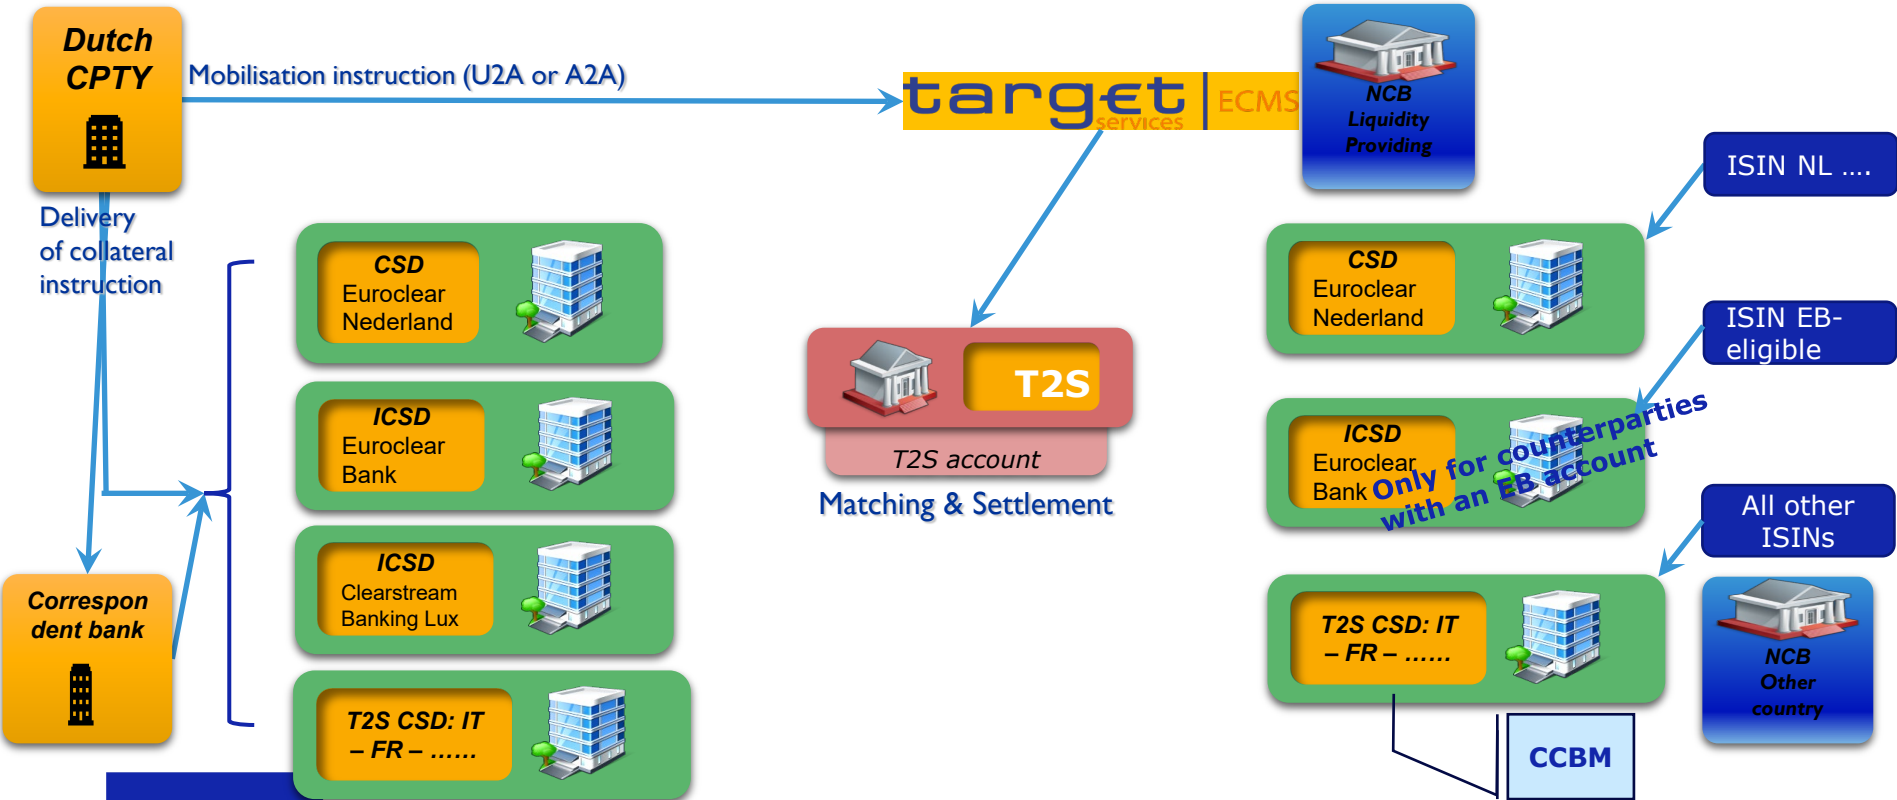 Dutch
CPTY
Mobilisation instruction (U2A or A2A)
target
services
ECMS
NCB
Liquidity
Providing
ISIN NL ....
Delivery
of collateral
instruction
CSD
Euroclear
Nederland
CSD
Euroclear
Nederland
ISIN EB-
eligible
T2S
T2S account
Matching & Settlement
ICSD
Euroclear
Bank
ICSD
Euroclear
Bank
Only for counterparties
with an EB account
All other
ISINs
ICSD
Clearstream
Banking Lux
Correspon
dent bank
T2S CSD: IT
– FR – ......
T2S CSD: IT
– FR – ......
NCB
Other
country
CCBM